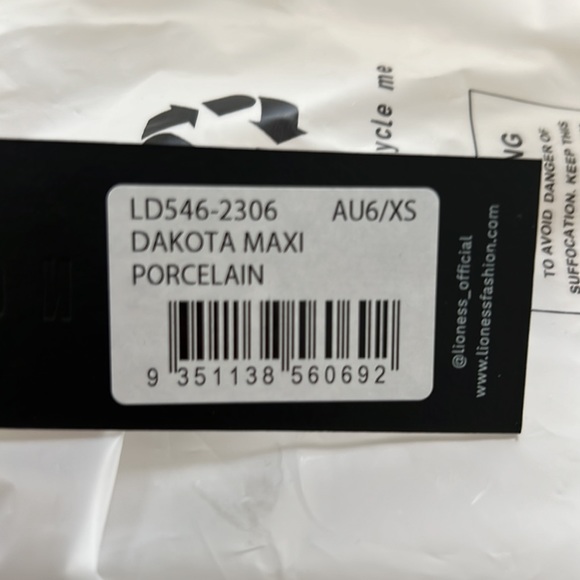 LD546-2306 AU6/XS
DAKOTA MAXI
PORCELAIN
9 351138 560692
@lioness_official
www.lionessfashion.com
ycle me
NG
TO AVOID DANGER OF
SUFFOCATION. KEEP THIS